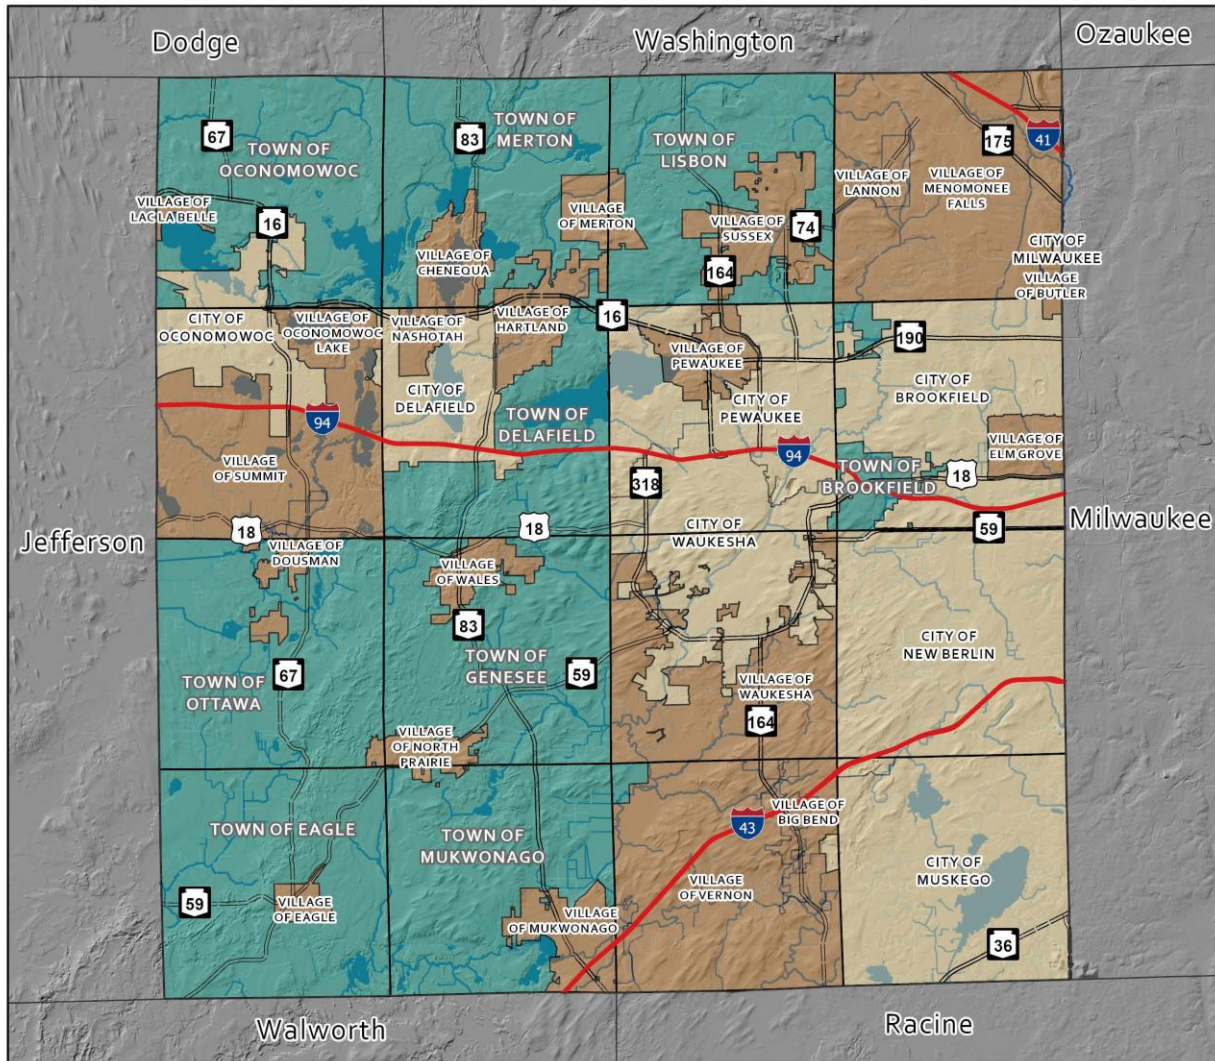 Dodge
Washington
Ozaukee
67
TOWN OF
OCONOMOWOC
83
TOWN OF
MERTON
TOWN OF
LISBON
175
41
VILLAGE OF
LANNON
VILLAGE OF
MENOMONEE
FALLS
VILLAGE OF
LAC LA BELLE
16
VILLAGE OF
CHENEQUA
VILLAGE
OF MERTON
VILLAGE OF
SUSSEX
74
164
CITY OF
MILWAUKEE
VILLAGE
OF BUTLER
CITY OF
OCONOMOWOC
VILLAGE OF
OCONOMOWOC
LAKE
VILLAGE OF
NASHOTAH
VILLAGE OF
HARTLAND
16
VILLAGE OF
PEWAUKEE
190
CITY OF
DELAFIELD
CITY OF
PEWAUKEE
CITY OF
BROOKFIELD
94
TOWN OF
DELAFIELD
94
VILLAGE OF
ELM GROVE
VILLAGE
OF SUMMIT
318
TOWN OF
BROOKFIELD
18
Jefferson
18
18
CITY OF
WAUKESHA
59
Milwaukee
VILLAGE OF
DOUSMAN
VILLAGE
OF WALES
83
CITY OF
NEW BERLIN
TOWN OF
OTTAWA
67
TOWN OF
GENESEE
59
VILLAGE OF
WAUKESHA
164
VILLAGE
OF NORTH
PRAIRIE
TOWN OF EAGLE
TOWN OF
MUKWONAGO
43
VILLAGE OF
BIG BEND
CITY OF
MUSKEGO
59
VILLAGE
OF EAGLE
VILLAGE
OF MUKWONAGO
VILLAGE
OF VERNON
36
Walworth
Racine